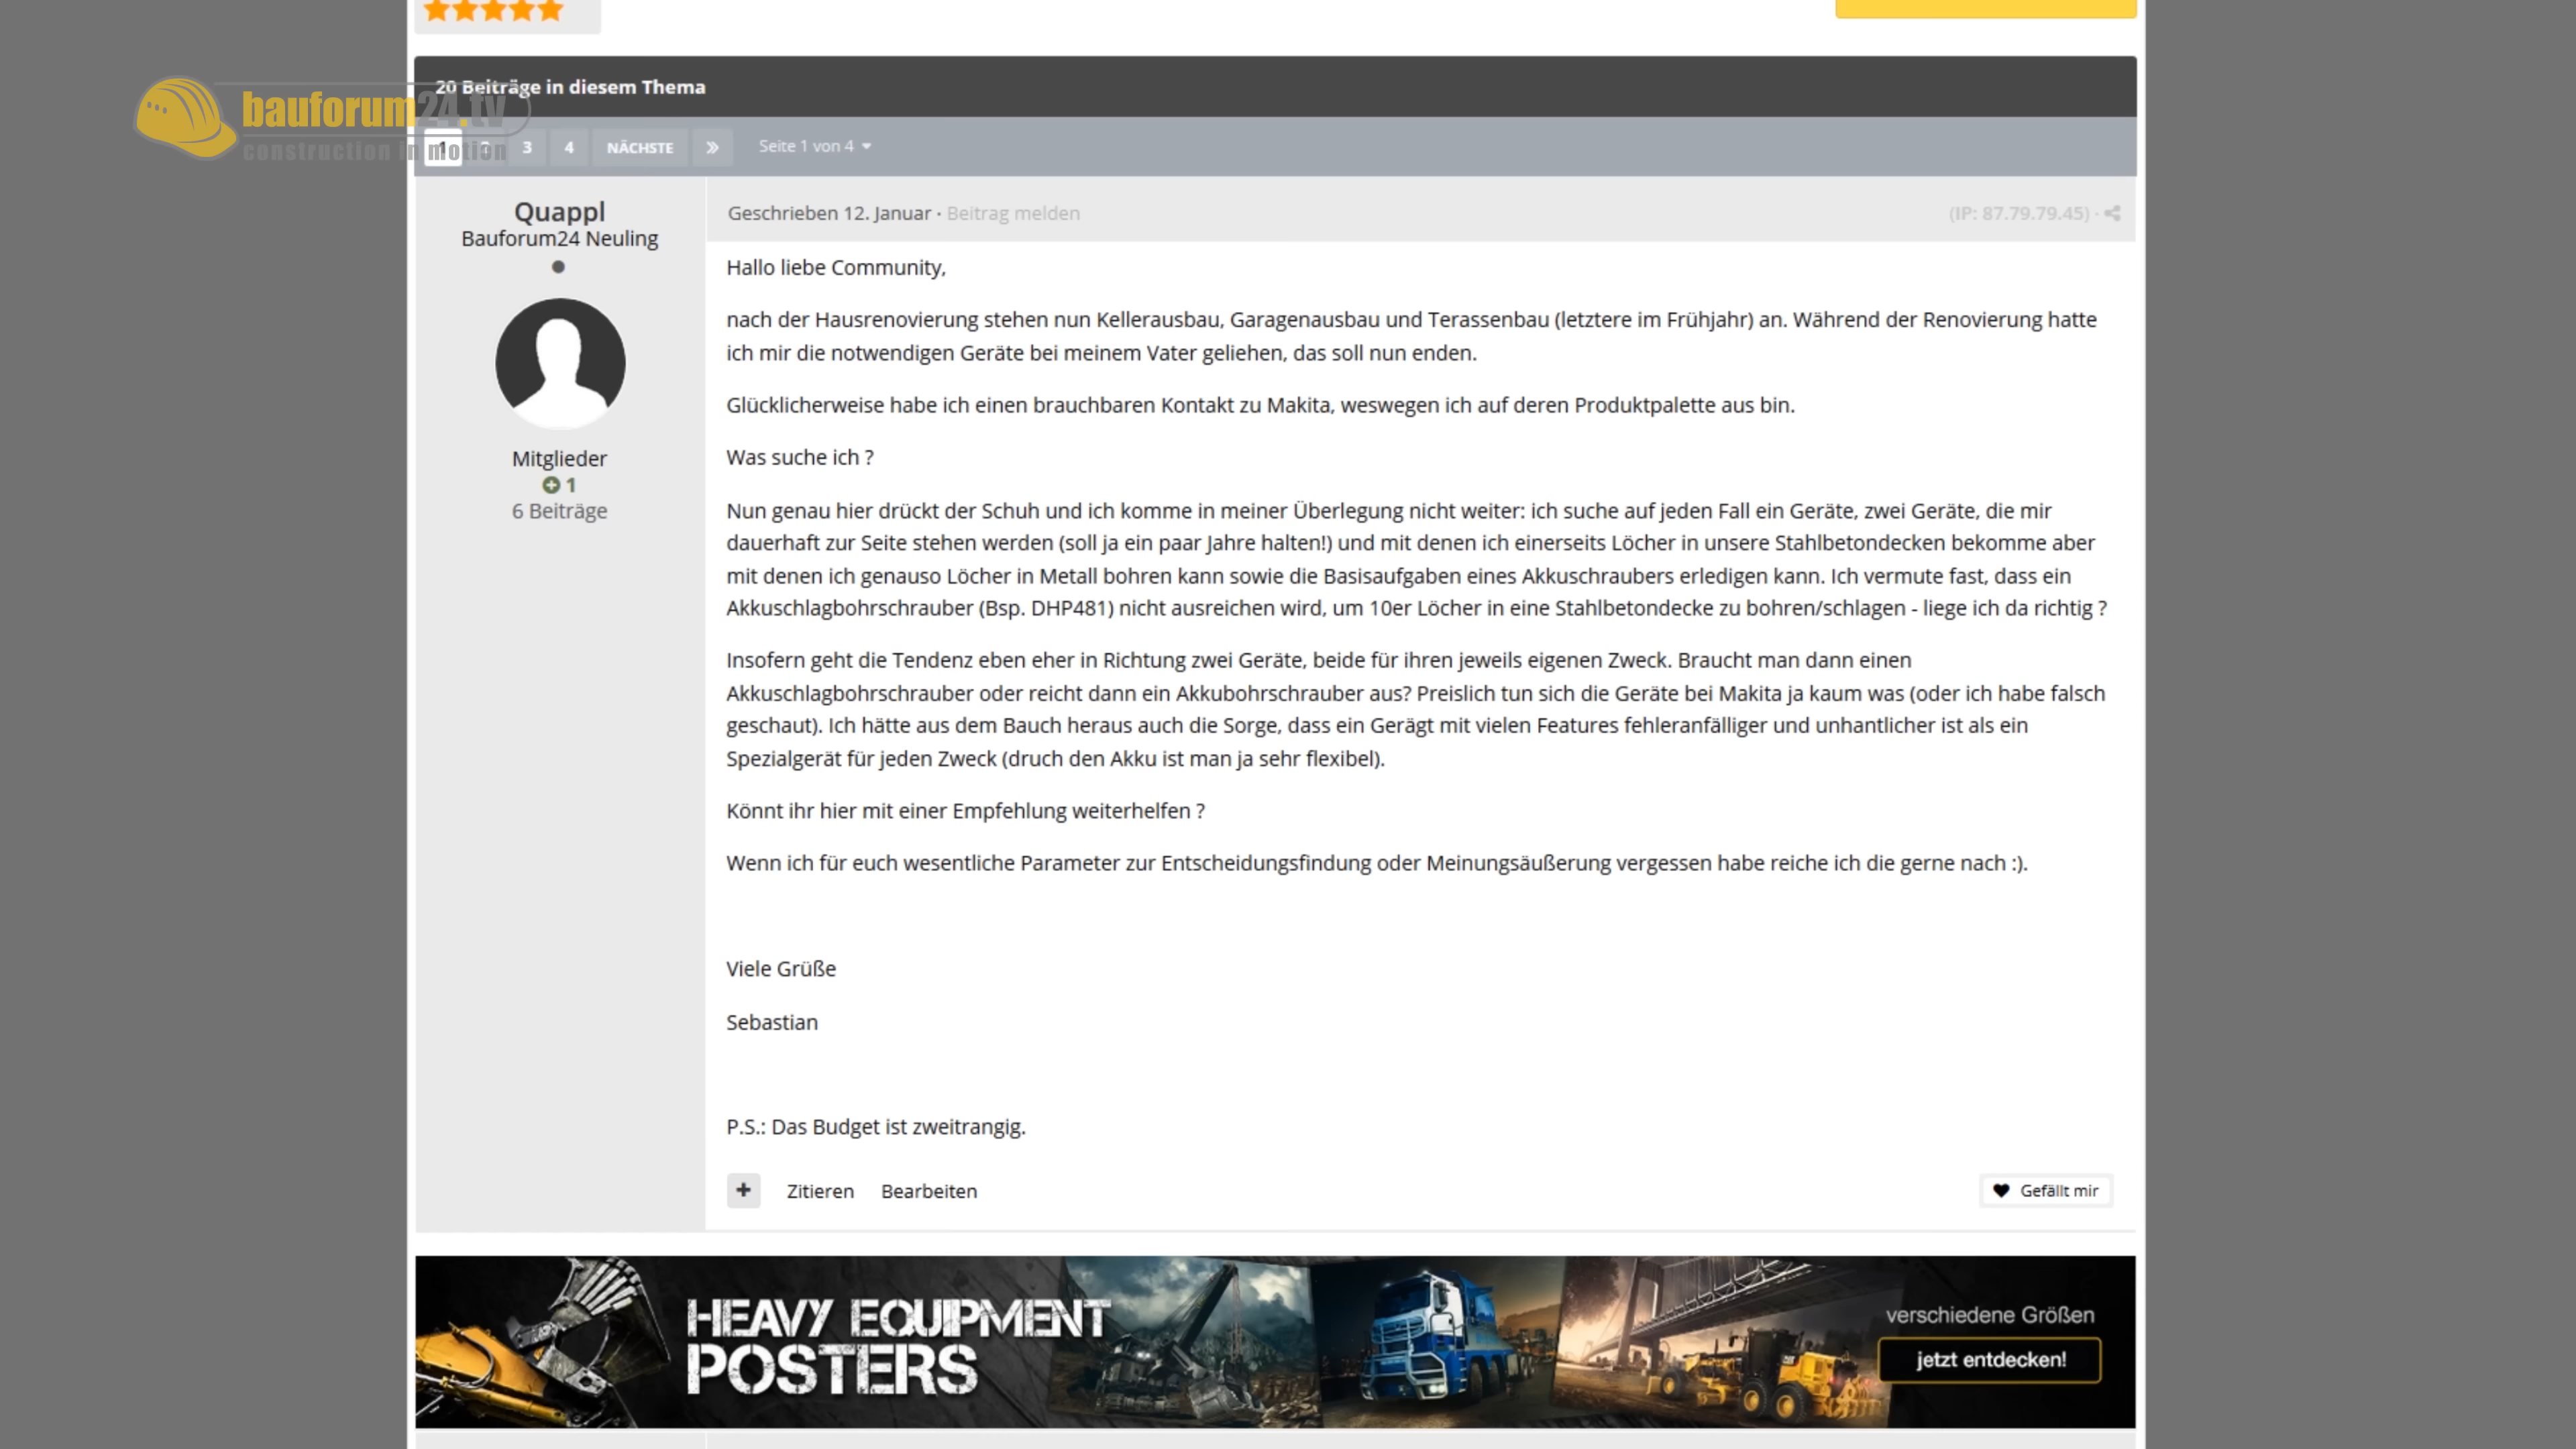 20 Beiträge in diesem Thema
bauforum24.tv
construction in motion
1 3 4 NÄCHSTE » Seite 1 von 4
Quappl
Bauforum24 Neuling
Mitglieder
1
6 Beiträge
Geschrieben 12. Januar · Beitrag melden
(IP: 87.79.79.45) ·
Hallo liebe Community,
nach der Hausrenovierung stehen nun Kellerausbau, Garagenausbau und Terassenbau (letztere im Frühjahr) an. Während der Renovierung hatte
ich mir die notwendigen Geräte bei meinem Vater geliehen, das soll nun enden.
Glücklicherweise habe ich einen brauchbaren Kontakt zu Makita, weswegen ich auf deren Produktpalette aus bin.
Was suche ich ?
Nun genau hier drückt der Schuh und ich komme in meiner Überlegung nicht weiter: ich suche auf jeden Fall ein Geräte, zwei Geräte, die mir
dauerhaft zur Seite stehen werden (soll ja ein paar Jahre halten!) und mit denen ich einerseits Löcher in unsere Stahlbetondecken bekomme aber
mit denen ich genauso Löcher in Metall bohren kann sowie die Basisaufgaben eines Akkuschraubers erledigen kann. Ich vermute fast, dass ein
Akkuschlagbohrschrauber (Bsp. DHP481) nicht ausreichen wird, um 10er Löcher in eine Stahlbetondecke zu bohren/schlagen - liege ich da richtig ?
Insofern geht die Tendenz eben eher in Richtung zwei Geräte, beide für ihren jeweils eigenen Zweck. Braucht man dann einen
Akkuschlagbohrschrauber oder reicht dann ein Akkubohrschrauber aus? Preislich tun sich die Geräte bei Makita ja kaum was (oder ich habe falsch
geschaut). Ich hätte aus dem Bauch heraus auch die Sorge, dass ein Gerägt mit vielen Features fehleranfälliger und unhantlicher ist als ein
Spezialgerät für jeden Zweck (druch den Akku ist man ja sehr flexibel).
Könnt ihr hier mit einer Empfehlung weiterhelfen ?
Wenn ich für euch wesentliche Parameter zur Entscheidungsfindung oder Meinungsäußerung vergessen habe reiche ich die gerne nach :).
Viele Grüße
Sebastian
P.S.: Das Budget ist zweitrangig.
+ Zitieren Bearbeiten
Gefällt mir
HEAVY EQUIPMENT
POSTERS
verschiedene Größen
jetzt entdecken!